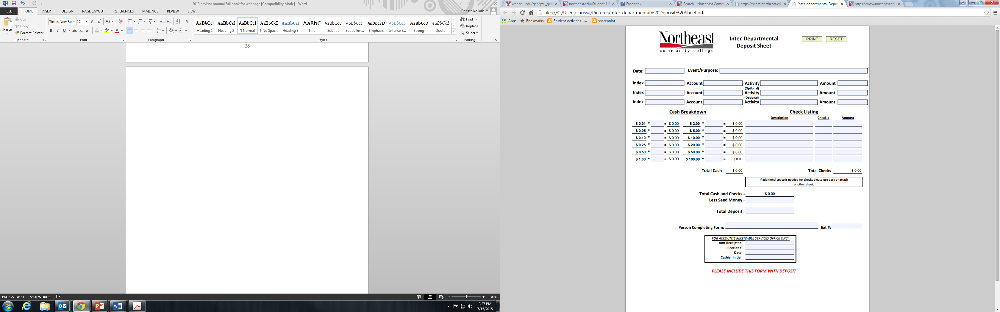 2013 advisor manual full book for webpage [Compatibility Mode] - Word
FILE HOME INSERT DESIGN PAGE LAYOUT REFERENCES MAILINGS REVIEW VIEW
Carissa Kollath
Paste
Cut
Copy
Format Painter
Clipboard
Times New Ro 12
Font
Paragraph
AaBbCcI AaBbCcI AaBbCcI AaBbCcI AaBbCcI AaBbC AaBbCcD AaBbCcD AaBbCcD AaBbCcD AaBbCcD AaBbCcI
Heading 1 Heading 2 ¶ Normal ¶ No Spac... Heading 3 Title Subtitle Subtle Em... Emphasis Intense E... Strong Quote
Styles
Find
Replace
Select
Editing
26
PAGE 27 OF 31 5396 WORDS
100%
3:27 PM
7/15/2015
web.ysu.edu/gen/ysu_gen
northeast.edu/Student-Lif
Facebook
Search - Northeast Comm
https://share.northeast.ed
Inter-departmental Depos
https://www.northeast.ed
file:///C:/Users/carissa/Pictures/Inter-departmental%20Deposit%20Sheet.pdf
Apps Bookmarks Student Activities - ... sharepoint
Northeast
community college
Inter-Departmental
Deposit Sheet
PRINT RESET
Date: Event/Purpose:
Index Account Activity Amount
(Optional)
Index Account Activity Amount
(Optional)
Index Account Activity Amount
Cash Breakdown Check Listing
Description Check # Amount
$ 0.01 * = $ 0.00 $ 2.00 * = $ 0.00
$ 0.05 * = $ 0.00 $ 5.00 * = $ 0.00
$ 0.10 * = $ 0.00 $ 10.00 * = $ 0.00
$ 0.25 * = $ 0.00 $ 20.00 * = $ 0.00
$ 0.50 * = $ 0.00 $ 50.00 * = $ 0.00
$ 1.00 * = $ 0.00 $ 100.00 * = $ 0.00
Total Cash $ 0.00 Total Checks $ 0.00
If additional space is needed for checks please use back or attach
another sheet.
Total Cash and Checks = $ 0.00
Less Seed Money =
Total Deposit =
Person Completing Form: Ext #:
FOR ACCOUNTS RECEIVABLE SERVICES OFFICE ONLY
Amt Receipted:
Receipt #:
Date:
Cashier Initial:
PLEASE INCLUDE THIS FORM WITH DEPOSIT